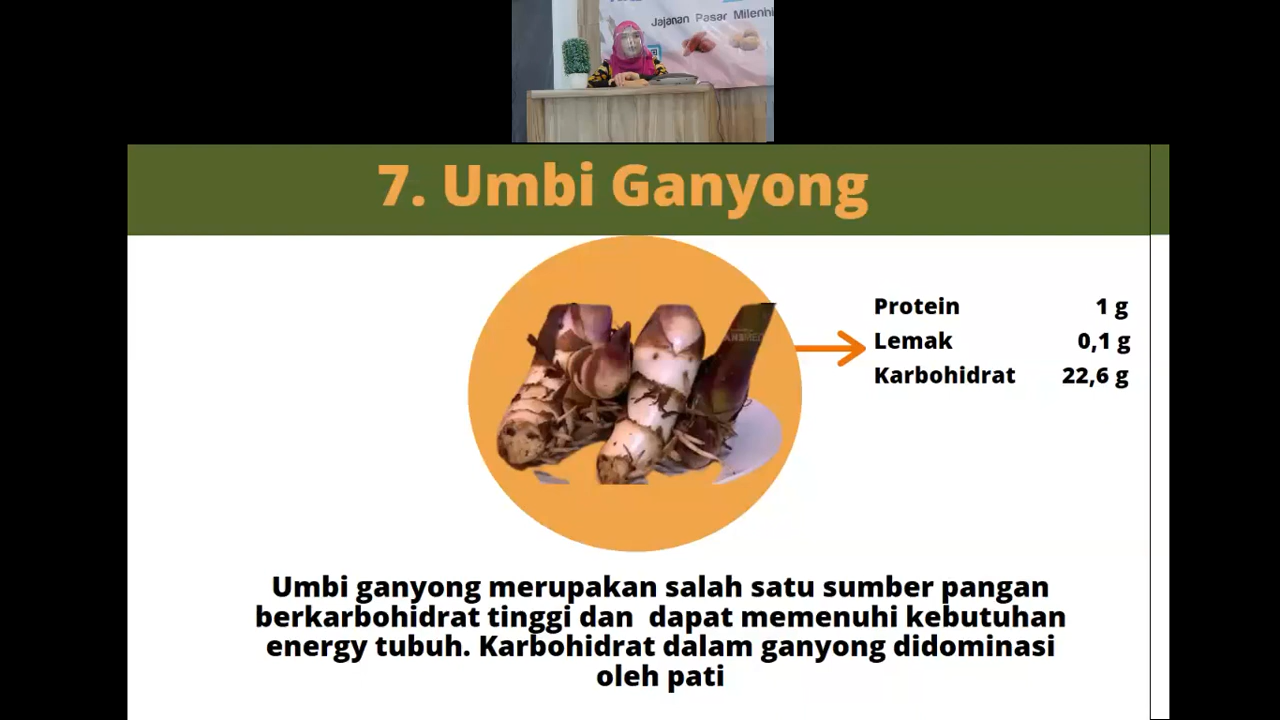 Jajanan Pasar Milenhi
7. Umbi Ganyong
Protein 1 g
Lemak 0,1 g
Karbohidrat 22,6 g
Umbi ganyong merupakan salah satu sumber pangan
berkarbohidrat tinggi dan dapat memenuhi kebutuhan
energy tubuh. Karbohidrat dalam ganyong didominasi
oleh pati